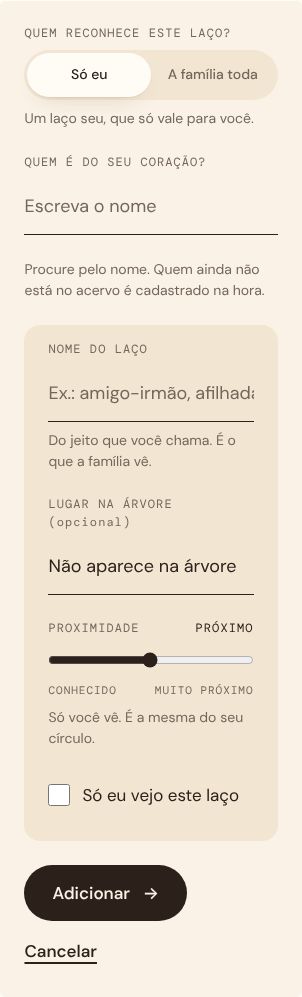 QUEM RECONHECE ESTE LAÇO?
Só eu
A família toda
Um laço seu, que só vale para você.
QUEM É DO SEU CORAÇÃO?
Escreva o nome
Procure pelo nome. Quem ainda não
está no acervo é cadastrado na hora.
NOME DO LAÇO
Ex.: amigo-irmão, afilhada
Do jeito que você chama. É o
que a família vê.
LUGAR NA ÁRVORE
(opcional)
Não aparece na árvore
PROXIMIDADE
PRÓXIMO
CONHECIDO
MUITO PRÓXIMO
Só você vê. É a mesma do seu
círculo.
Só eu vejo este laço
Adicionar →
Cancelar